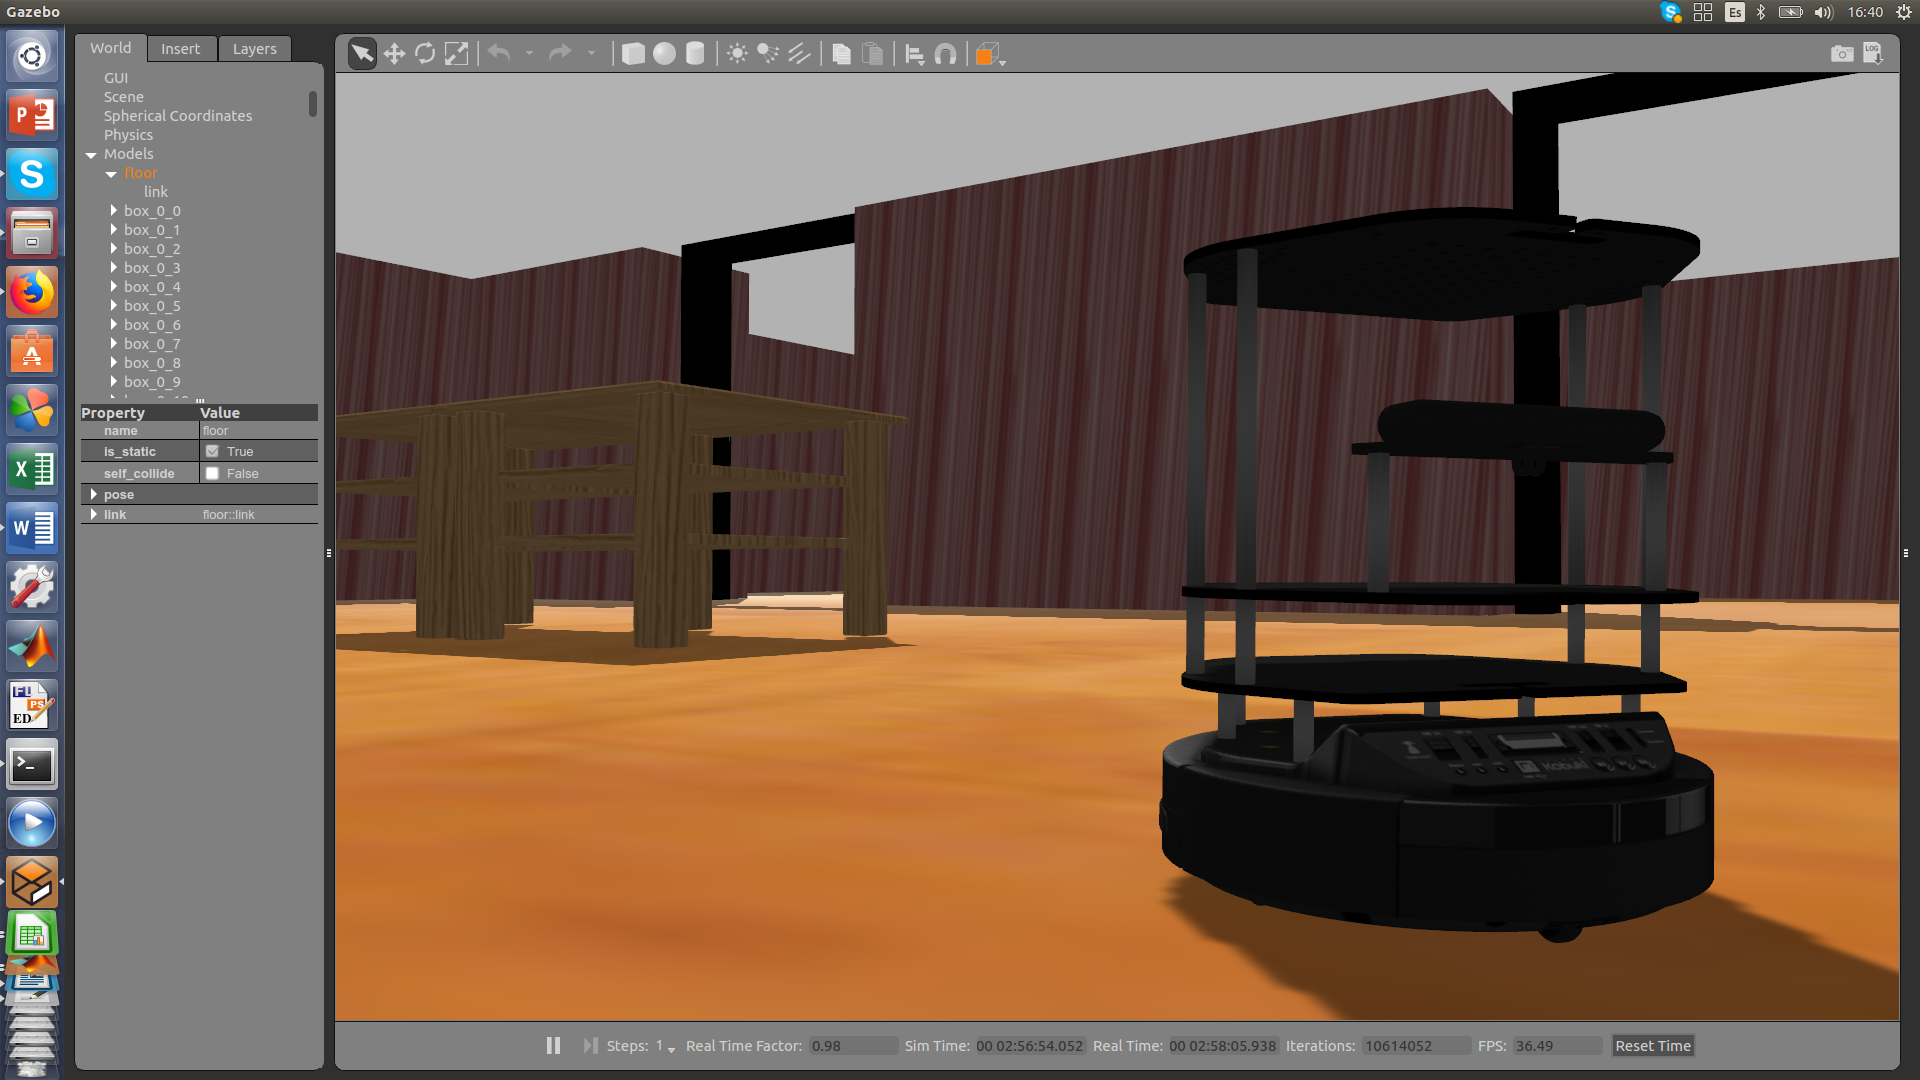 Gazebo
Es
16:40
World
Insert
Layers
LOG
GUI
Scene
Spherical Coordinates
Physics
Models
floor
link
box_0_0
box_0_1
box_0_2
box_0_3
box_0_4
box_0_5
box_0_6
box_0_7
box_0_8
box_0_9
Property Value
name floor
is_static True
self_collide False
pose
link floor::link
Kobuki
Steps: 1 Real Time Factor: 0.98 Sim Time: 00 02:56:54.052 Real Time: 00 02:58:05.938 Iterations: 10614052 FPS: 36.49 Reset Time